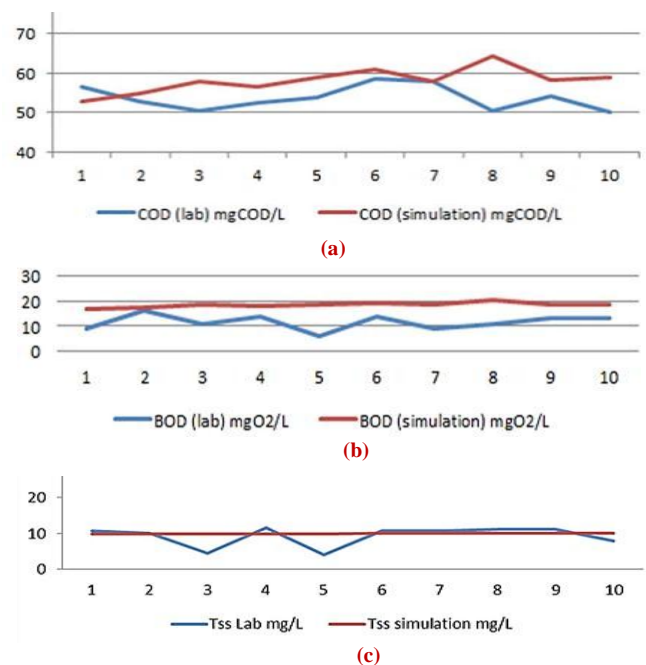 70
60
50
40
1 2 3 4 5 6 7 8 9 10
COD (lab) mgCOD/L COD (simulation) mgCOD/L
(a)
30
20
10
0
1 2 3 4 5 6 7 8 9 10
BOD (lab) mgO2/L BOD (simulation) mgO2/L
(b)
20
10
0
1 2 3 4 5 6 7 8 9 10
Tss Lab mg/L Tss simulation mg/L
(c)